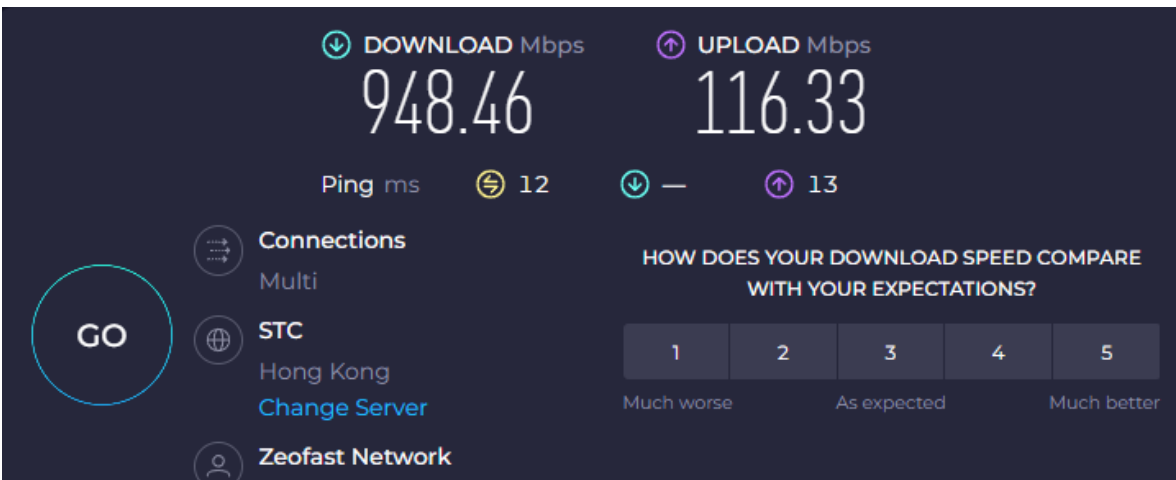 DOWNLOAD Mbps
948.46
UPLOAD Mbps
116.33
Ping ms 12 — 13
GO
Connections
Multi
STC
Hong Kong
Change Server
Zeofast Network
HOW DOES YOUR DOWNLOAD SPEED COMPARE
WITH YOUR EXPECTATIONS?
1 2 3 4 5
Much worse As expected Much better